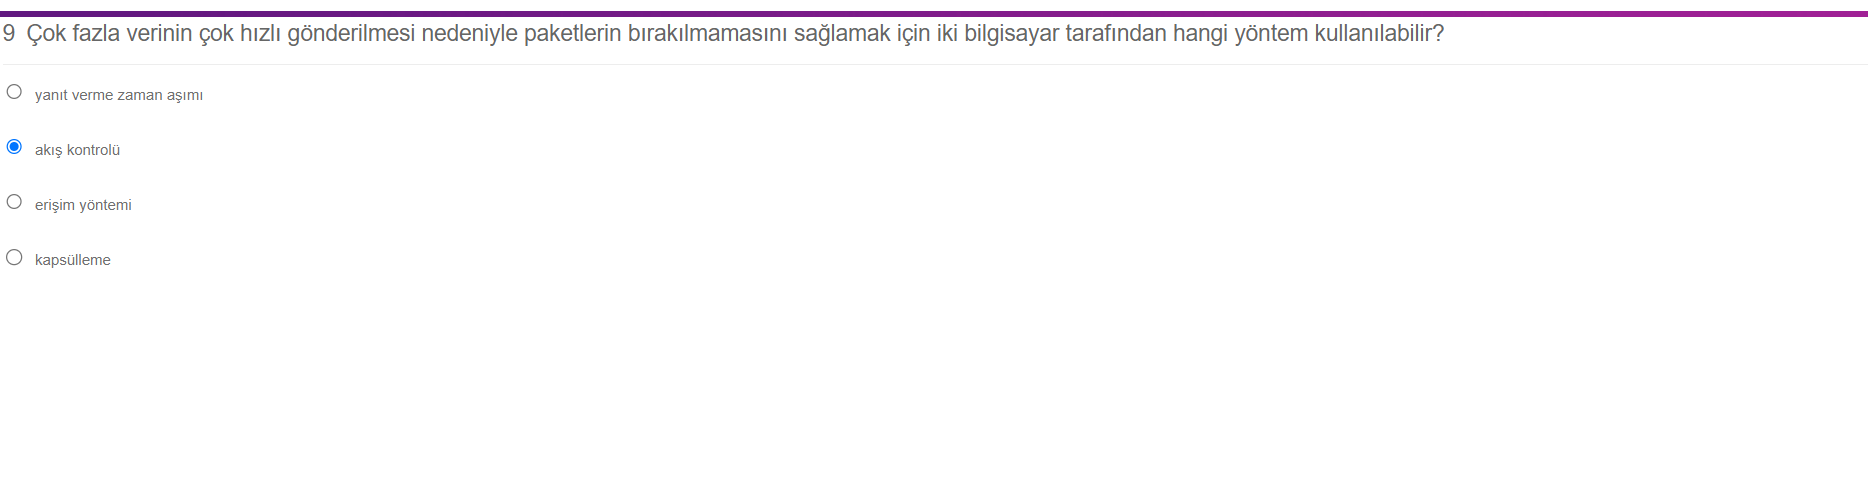 9 Çok fazla verinin çok hızlı gönderilmesi nedeniyle paketlerin bırakılmamasını sağlamak için iki bilgisayar tarafından hangi yöntem kullanılabilir?
yanıt verme zaman aşımı
akış kontrolü
erişim yöntemi
kapsülleme